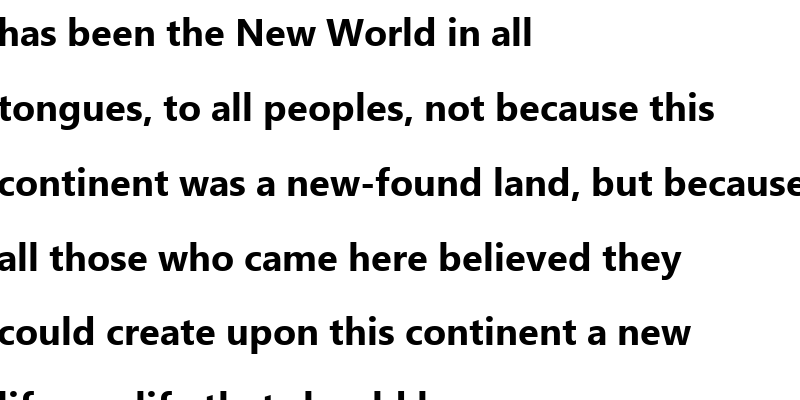 has been the New World in all
tongues, to all peoples, not because this
continent was a new-found land, but because
all those who came here believed they
could create upon this continent a new